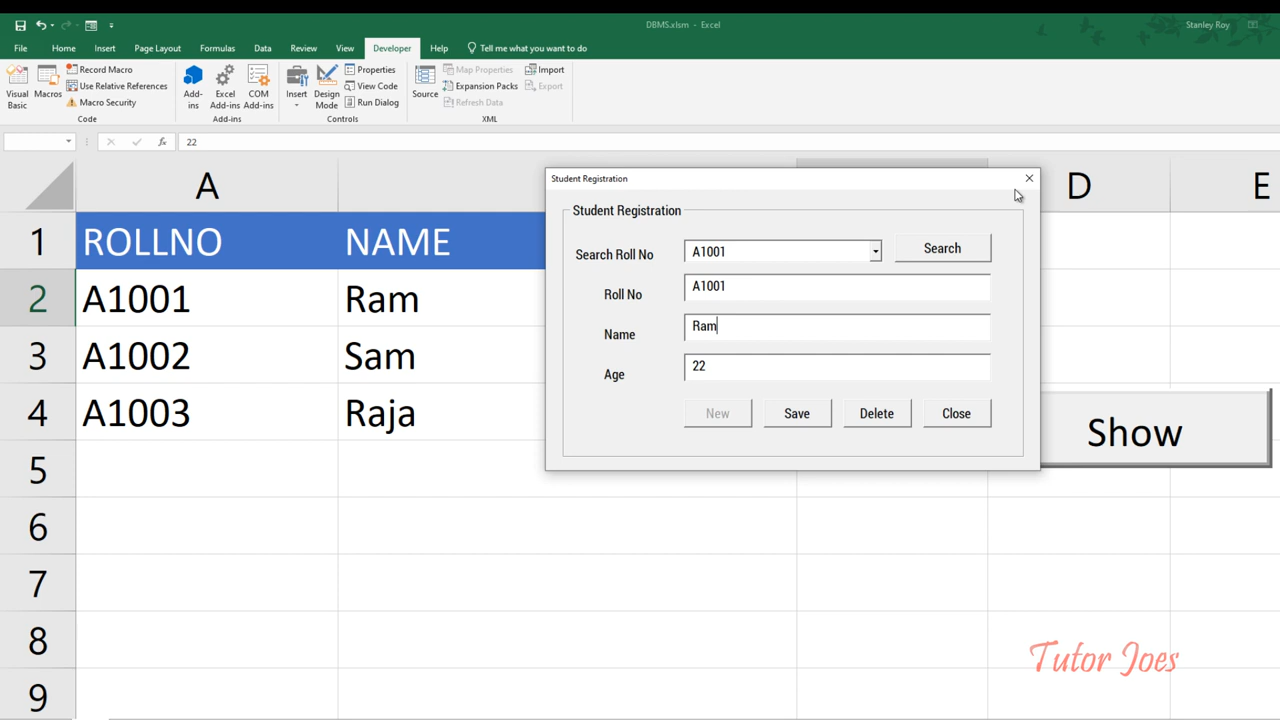 DBMS.xlsm - Excel
Stanley Roy
File Home Insert Page Layout Formulas Data Review View Developer Help Tell me what you want to do
Visual Basic
Macros
Record Macro
Use Relative References
Macro Security
Code
Add-ins
Excel Add-ins
COM Add-ins
Add-ins
Insert
Design Mode
Properties
View Code
Run Dialog
Controls
Source
Map Properties
Expansion Packs
Refresh Data
Import
Export
XML
fx 22
A D E
1 ROLLNO NAME
2 A1001 Ram
3 A1002 Sam
4 A1003 Raja
5
6
7
8
9
Student Registration
Student Registration
Search Roll No A1001 Search
Roll No A1001
Name Ram
Age 22
New Save Delete Close
Show
Tutor Joes